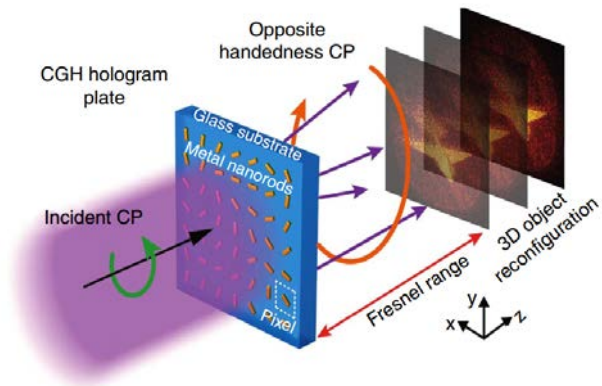 Opposite
handedness CP
CGH hologram
plate
Glass substrate
Metal nanorods
Incident CP
Pixel
Fresnel range
3D object
reconfiguration
y
x
z